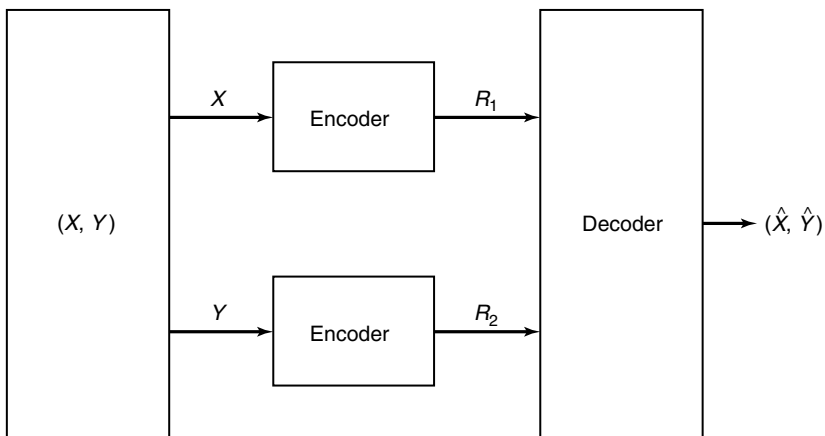 X
R₁
Encoder
(X, Y)
Decoder
(X̂, Ŷ)
Y
R₂
Encoder